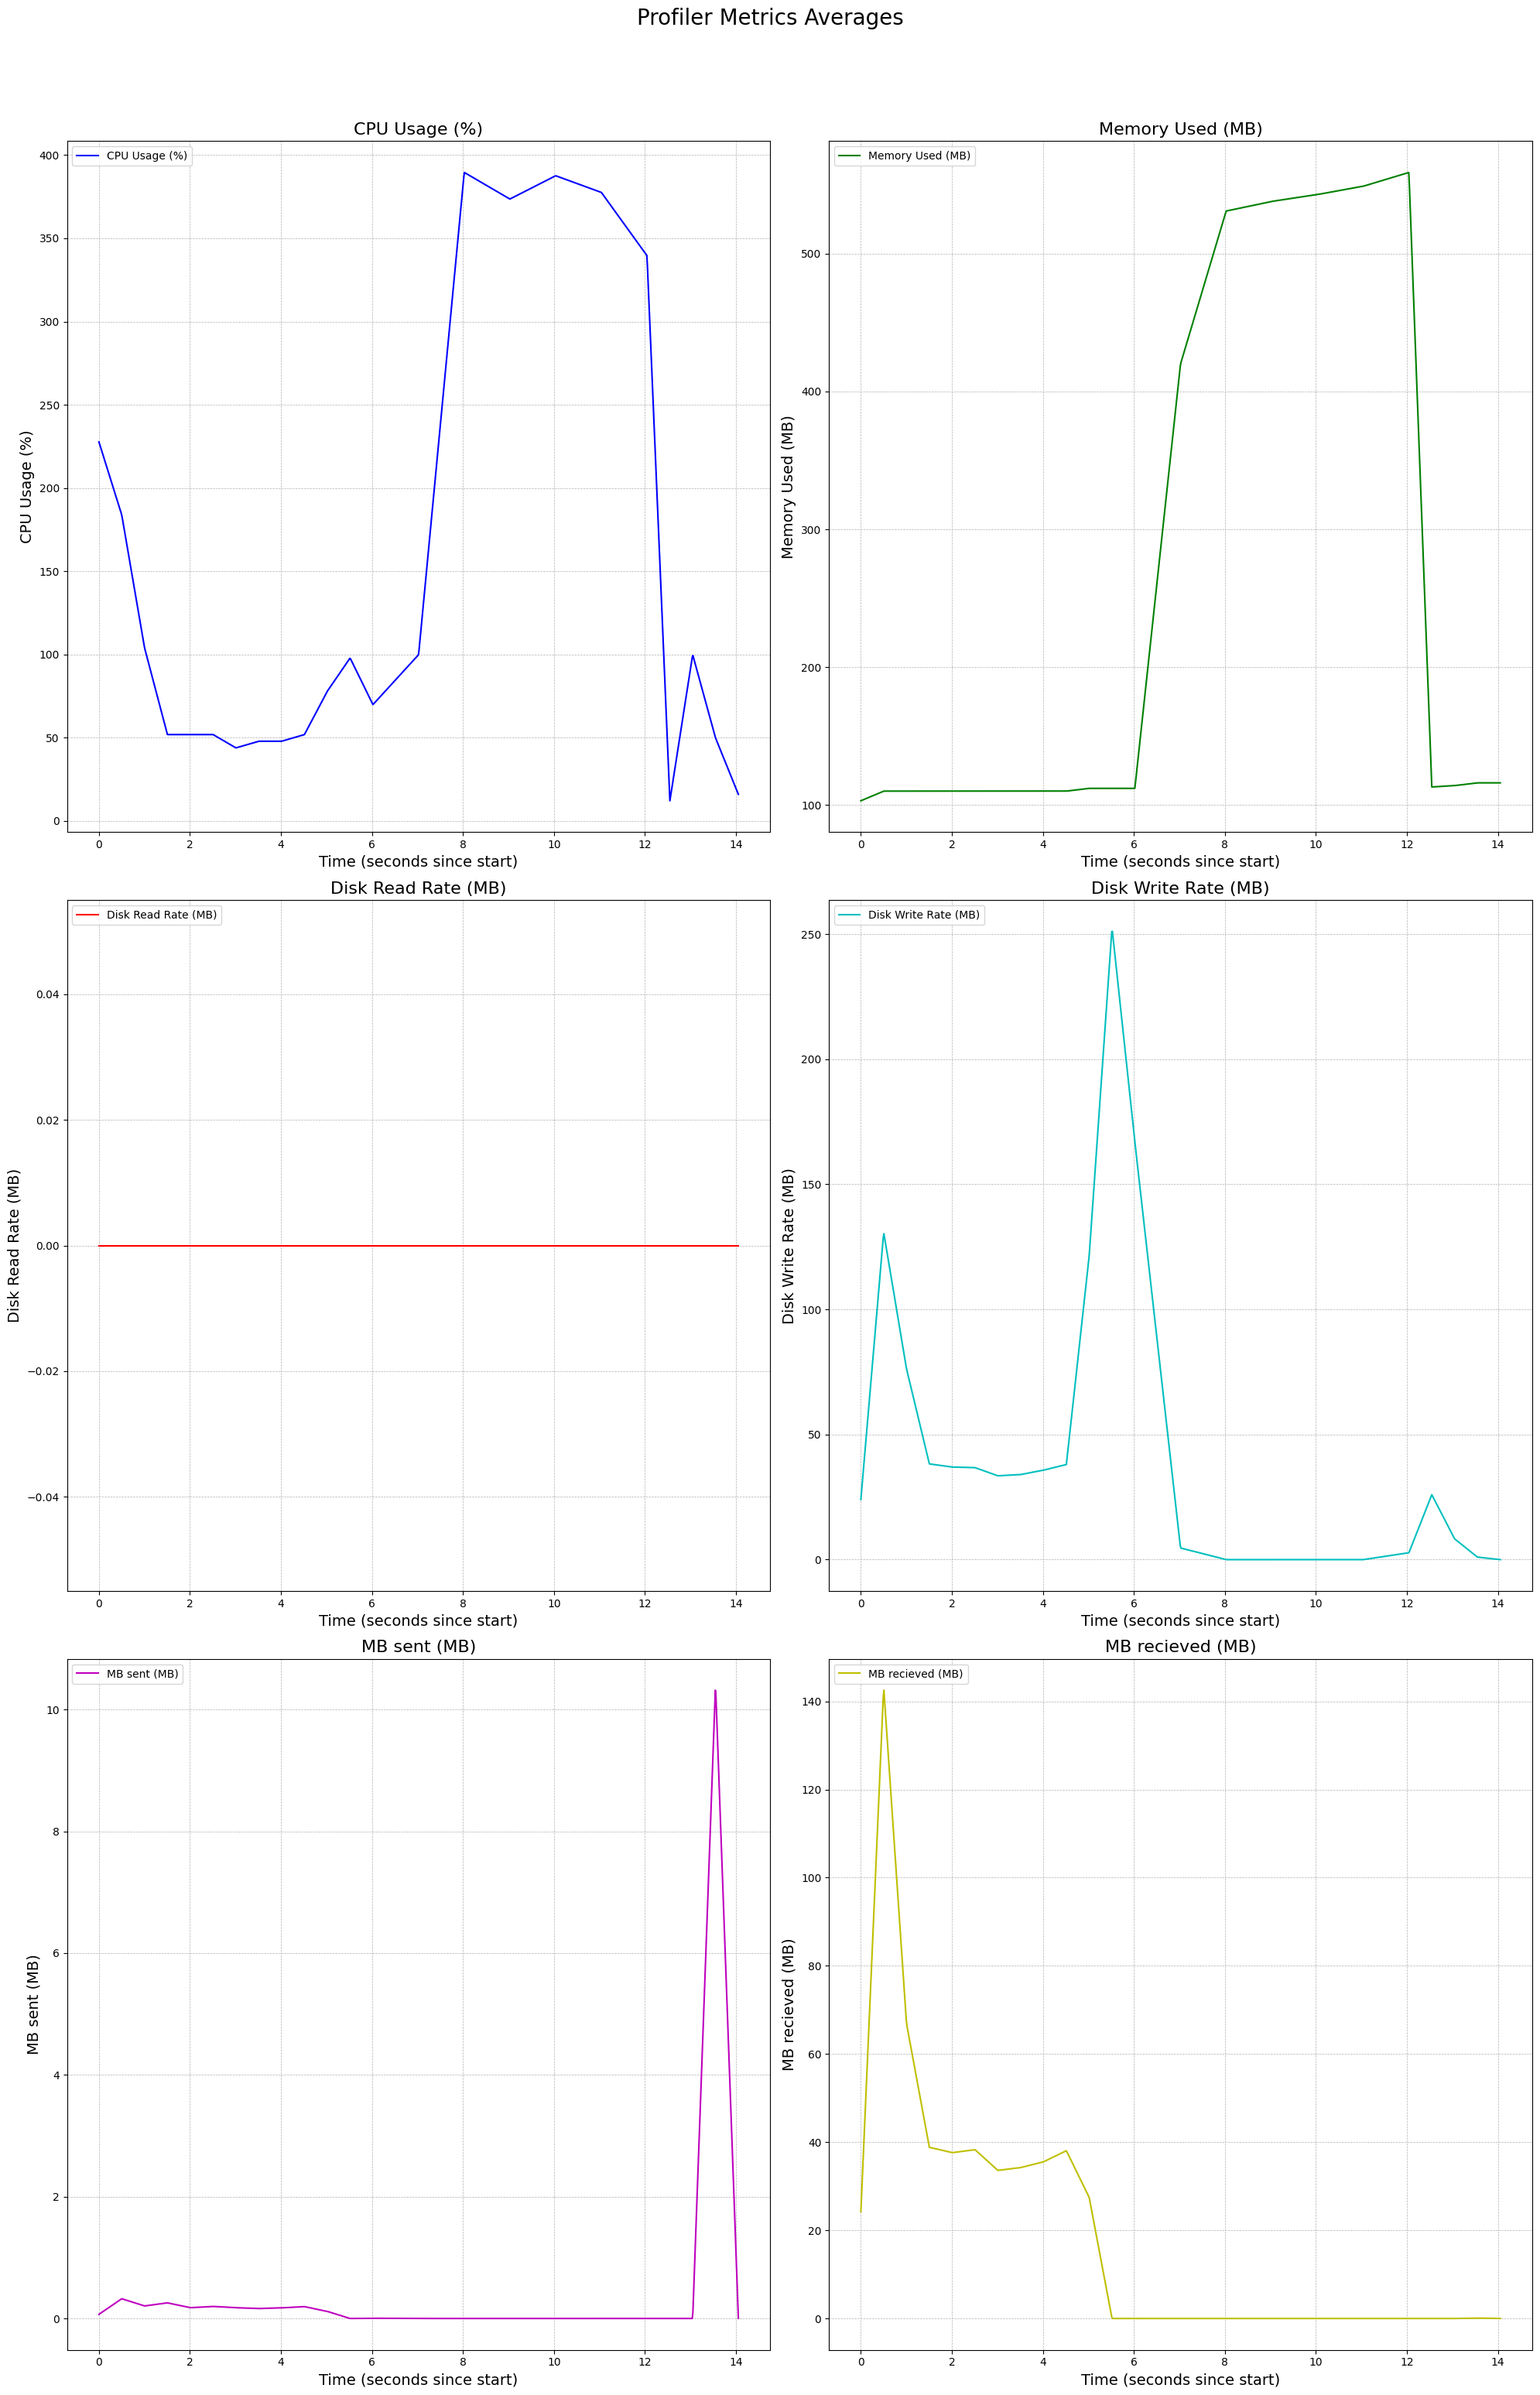 Profiler Metrics Averages
CPU Usage (%)
CPU Usage (%)
400
350
300
250
200
150
100
50
0
CPU Usage (%)
0 2 4 6 8 10 12 14
Time (seconds since start)
Memory Used (MB)
Memory Used (MB)
500
400
300
200
100
Memory Used (MB)
0 2 4 6 8 10 12 14
Time (seconds since start)
Disk Read Rate (MB)
Disk Read Rate (MB)
0.04
0.02
0.00
−0.02
−0.04
Disk Read Rate (MB)
0 2 4 6 8 10 12 14
Time (seconds since start)
Disk Write Rate (MB)
Disk Write Rate (MB)
250
200
150
100
50
0
Disk Write Rate (MB)
0 2 4 6 8 10 12 14
Time (seconds since start)
MB sent (MB)
MB sent (MB)
10
8
6
4
2
0
MB sent (MB)
0 2 4 6 8 10 12 14
Time (seconds since start)
MB recieved (MB)
MB recieved (MB)
140
120
100
80
60
40
20
0
MB recieved (MB)
0 2 4 6 8 10 12 14
Time (seconds since start)